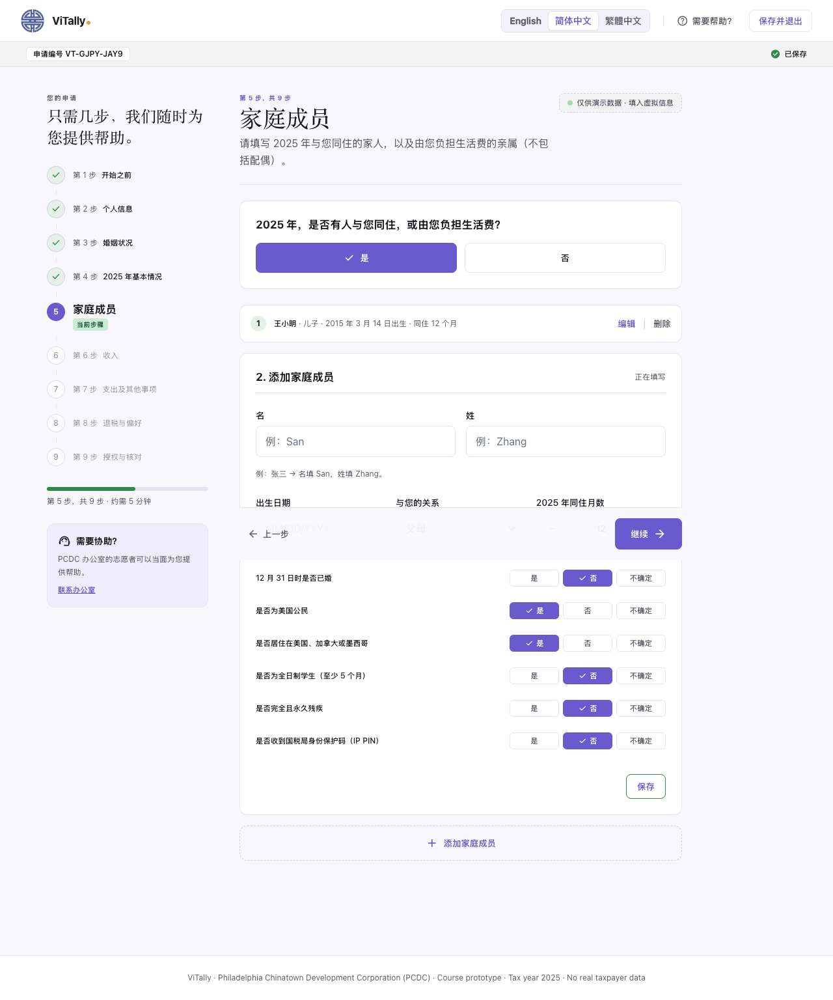 ViTally
English 简体中文 繁體中文
需要帮助?
保存并退出
申请编号 VT-GJPY-JAY9
已保存
您的申请
只需几步，我们随时为
您提供帮助。
第 1 步 开始之前
第 2 步 个人信息
第 3 步 婚姻状况
第 4 步 2025 年基本情况
5 家庭成员
当前步骤
6 第 6 步 收入
7 第 7 步 支出及其他事项
8 第 8 步 退税与偏好
9 第 9 步 授权与核对
第 5 步，共 9 步 · 约需 5 分钟
需要协助?
PCDC 办公室的志愿者可以当面为您提
供帮助。
联系办公室
第 5 步，共 9 步
家庭成员
请填写 2025 年与您同住的家人，以及由您负担生活费的亲属（不包
括配偶）。
仅供演示数据 · 填入虚拟信息
2025 年，是否有人与您同住，或由您负担生活费?
是
否
1 王小明 · 儿子 · 2015 年 3 月 14 日出生 · 同住 12 个月
编辑 | 删除
2. 添加家庭成员
正在填写
名
姓
例：San
例：Zhang
例：张三 → 名填 San，姓填 Zhang。
出生日期
与您的关系
2025 年同住月数
MM/DD/YYYY
父母
12
上一步
继续
12 月 31 日时是否已婚
是 否 不确定
是否为美国公民
是 否 不确定
是否居住在美国、加拿大或墨西哥
是 否 不确定
是否为全日制学生（至少 5 个月）
是 否 不确定
是否完全且永久残疾
是 否 不确定
是否收到国税局身份保护码（IP PIN）
是 否 不确定
保存
添加家庭成员
ViTally · Philadelphia Chinatown Development Corporation (PCDC) · Course prototype · Tax year 2025 · No real taxpayer data